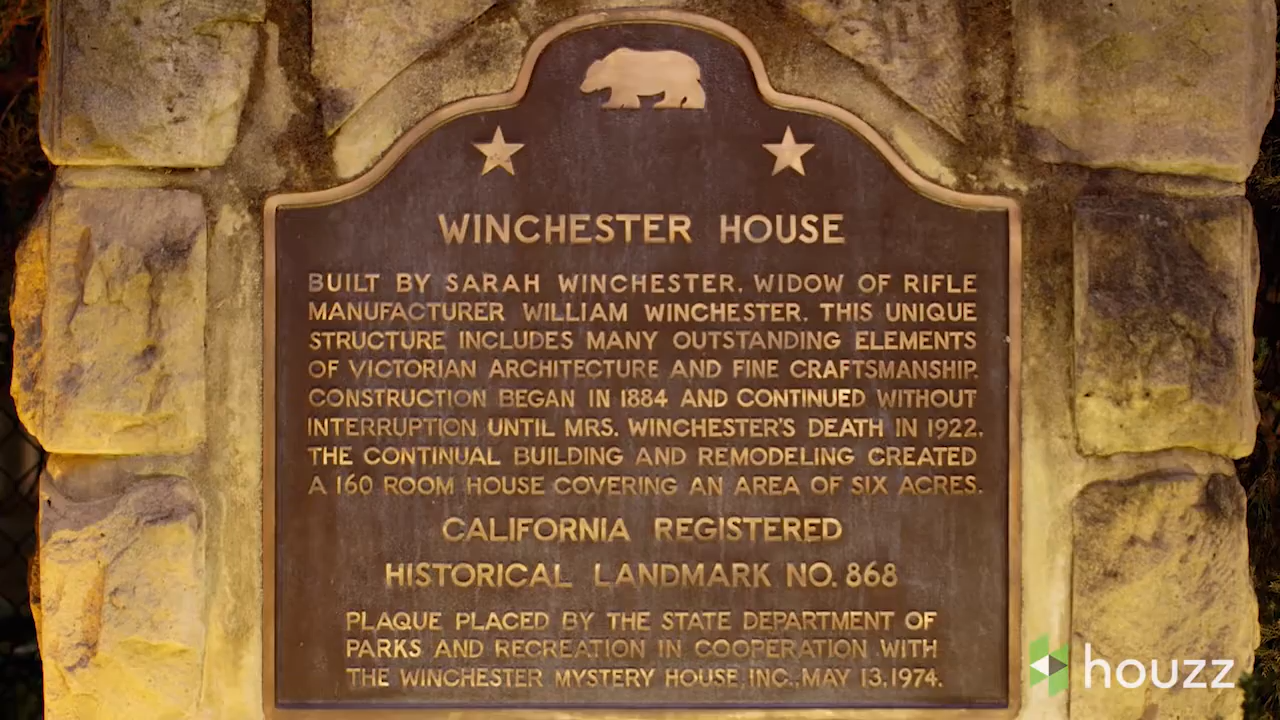 WINCHESTER HOUSE
BUILT BY SARAH WINCHESTER, WIDOW OF RIFLE
MANUFACTURER WILLIAM WINCHESTER. THIS UNIQUE
STRUCTURE INCLUDES MANY OUTSTANDING ELEMENTS
OF VICTORIAN ARCHITECTURE AND FINE CRAFTSMANSHIP.
CONSTRUCTION BEGAN IN 1884 AND CONTINUED WITHOUT
INTERRUPTION UNTIL MRS. WINCHESTER'S DEATH IN 1922.
THE CONTINUAL BUILDING AND REMODELING CREATED
A 160 ROOM HOUSE COVERING AN AREA OF SIX ACRES.
CALIFORNIA REGISTERED
HISTORICAL LANDMARK NO. 868
PLAQUE PLACED BY THE STATE DEPARTMENT OF
PARKS AND RECREATION IN COOPERATION WITH
THE WINCHESTER MYSTERY HOUSE, INC., MAY 13, 1974.
houzz